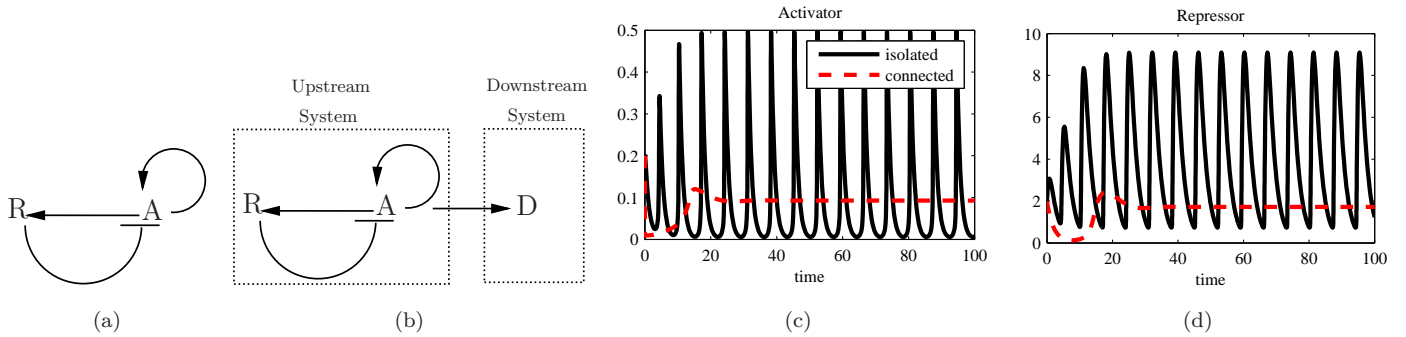 R
A
(a)
Upstream
System
R
A
Downstream
System
D
(b)
Activator
0.5
0.4
0.3
0.2
0.1
0
isolated
connected
0 20 40 60 80 100
time
(c)
Repressor
10
8
6
4
2
0
0 20 40 60 80 100
time
(d)